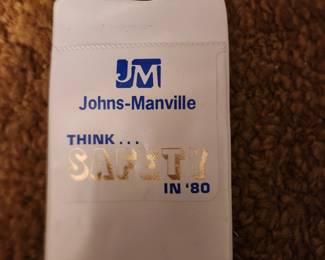 JM
Johns-Manville
THINK...
SAFETY
IN '80